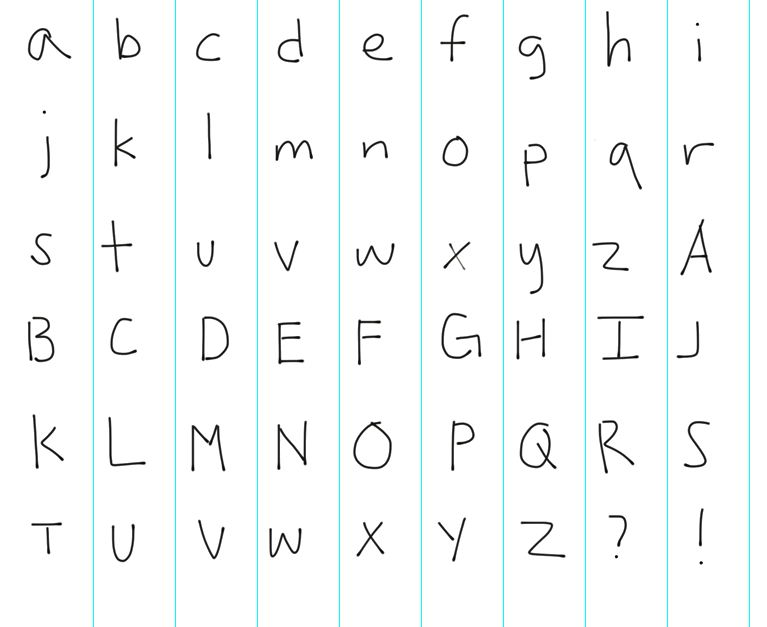 a b c d e f g h i
j k l m n o p q r
s t u v w x y z A
B C D E F G H I J
K L M N O P Q R S
T U V W X Y Z ? !